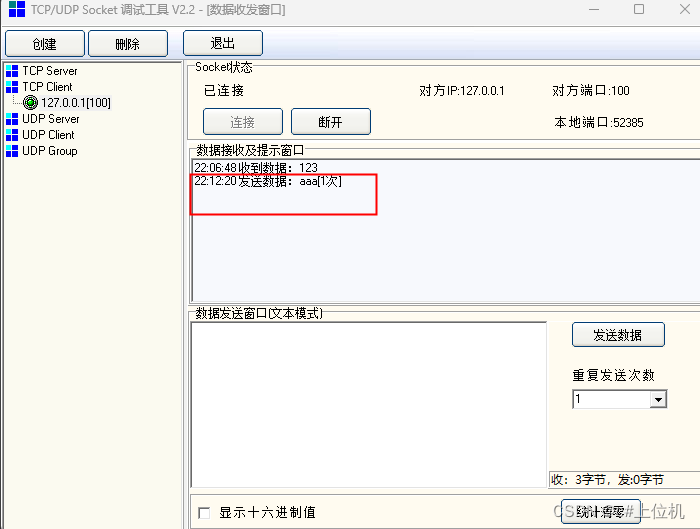 TCP/UDP Socket 调试工具 V2.2 - [数据收发窗口]
创建 删除 退出
TCP Server
TCP Client
127.0.0.1[100]
UDP Server
UDP Client
UDP Group
Socket状态
已连接 对方IP:127.0.0.1 对方端口:100
连接 断开 本地端口:52385
数据接收及提示窗口
22:06:48收到数据：123
22:12:20发送数据：aaa[1次]
数据发送窗口(文本模式)
发送数据
重复发送次数
1
收：3字节，发:0字节
显示十六进制值 统计清零